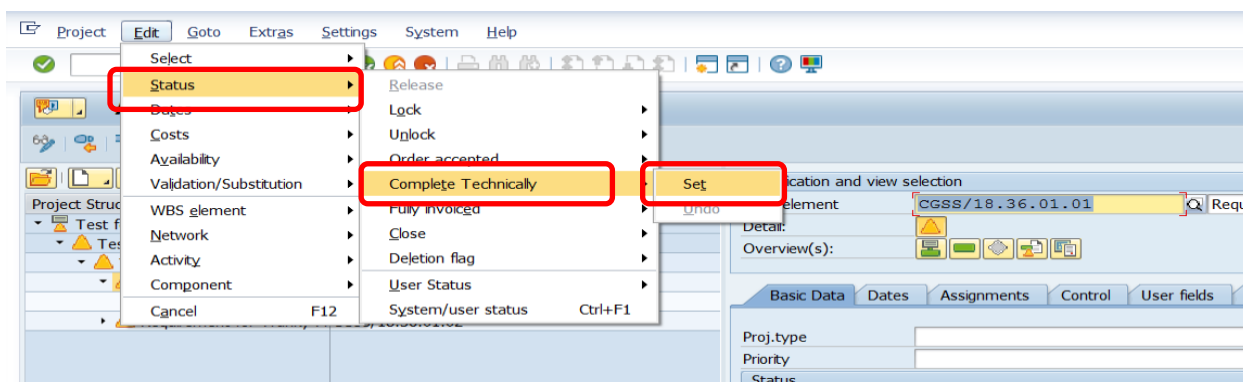 Project Edit Goto Extras Settings System Help
Select
Status
Release
Dates
Lock
Costs
Unlock
Availability
Order accepted
Validation/Substitution
Complete Technically
Set
ication and view selection
Project Struc
WBS element
Fully invoiced
Undo
element
CGSS/18.36.01.01
Requ
Test f
Network
Close
Detail:
Tes
Activity
Deletion flag
Overview(s):
Component
User Status
Cancel F12
System/user status Ctrl+F1
Basic Data Dates Assignments Control User fields
Proj.type
Priority
Status